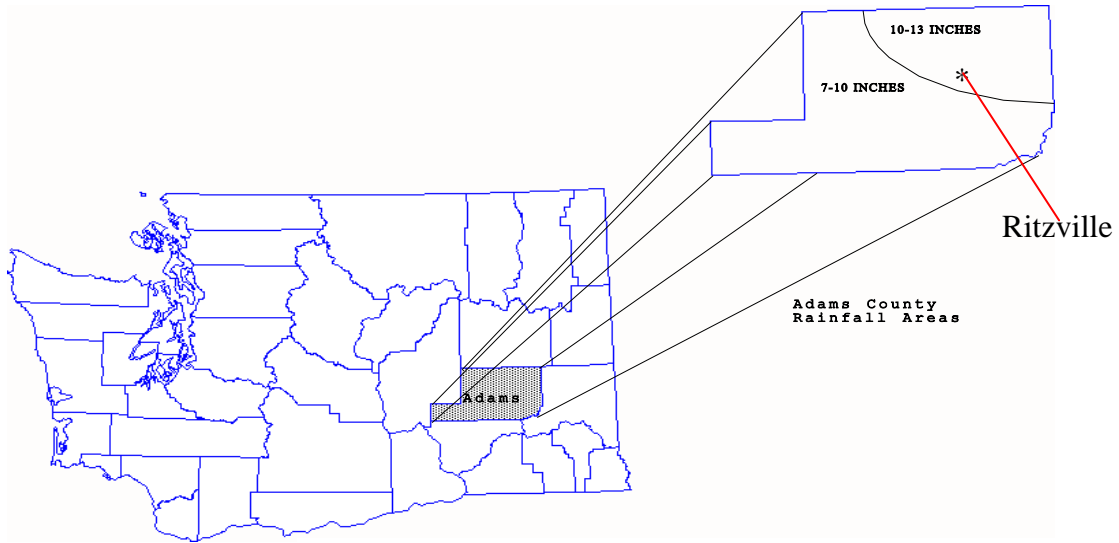 10-13 INCHES
*
7-10 INCHES
Ritzville
Adams County
Rainfall Areas
Adams